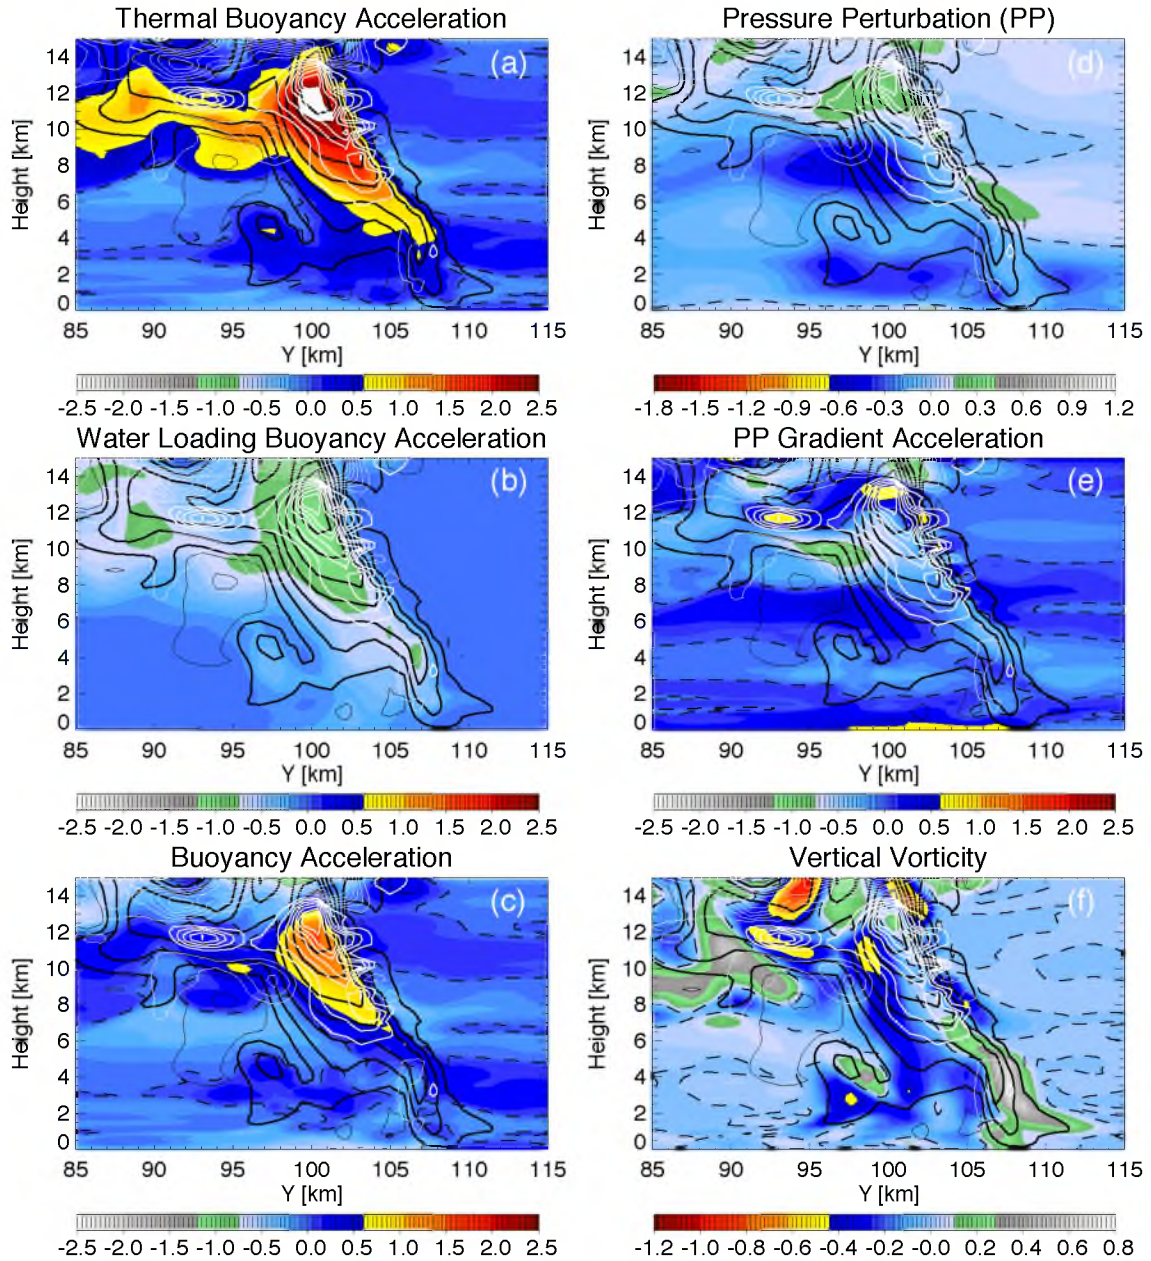 Thermal Buoyancy Acceleration
(a)
Height [km]
14
12
10
8
6
4
2
0
85 90 95 100 105 110 115
Y [km]
-2.5 -2.0 -1.5 -1.0 -0.5 0.0 0.5 1.0 1.5 2.0 2.5
Pressure Perturbation (PP)
(d)
Height [km]
14
12
10
8
6
4
2
0
85 90 95 100 105 110 115
Y [km]
-1.8 -1.5 -1.2 -0.9 -0.6 -0.3 0.0 0.3 0.6 0.9 1.2
Water Loading Buoyancy Acceleration
(b)
Height [km]
14
12
10
8
6
4
2
0
85 90 95 100 105 110 115
Y [km]
-2.5 -2.0 -1.5 -1.0 -0.5 0.0 0.5 1.0 1.5 2.0 2.5
PP Gradient Acceleration
(e)
Height [km]
14
12
10
8
6
4
2
0
85 90 95 100 105 110 115
Y [km]
-2.5 -2.0 -1.5 -1.0 -0.5 0.0 0.5 1.0 1.5 2.0 2.5
Buoyancy Acceleration
(c)
Height [km]
14
12
10
8
6
4
2
0
85 90 95 100 105 110 115
Y [km]
-2.5 -2.0 -1.5 -1.0 -0.5 0.0 0.5 1.0 1.5 2.0 2.5
Vertical Vorticity
(f)
Height [km]
14
12
10
8
6
4
2
0
85 90 95 100 105 110 115
Y [km]
-1.2 -1.0 -0.8 -0.6 -0.4 -0.2 -0.0 0.2 0.4 0.6 0.8